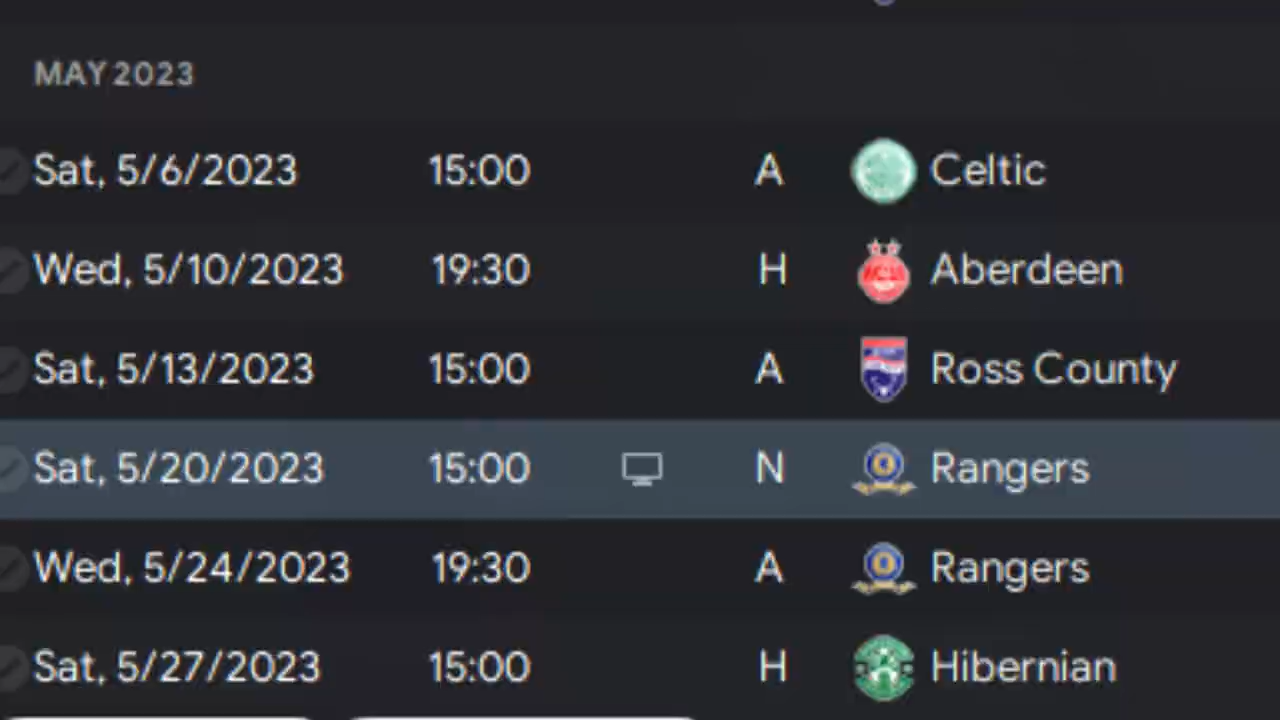 MAY 2023
Sat, 5/6/2023 15:00 A Celtic
Wed, 5/10/2023 19:30 H Aberdeen
Sat, 5/13/2023 15:00 A Ross County
Sat, 5/20/2023 15:00 N Rangers
Wed, 5/24/2023 19:30 A Rangers
Sat, 5/27/2023 15:00 H Hibernian